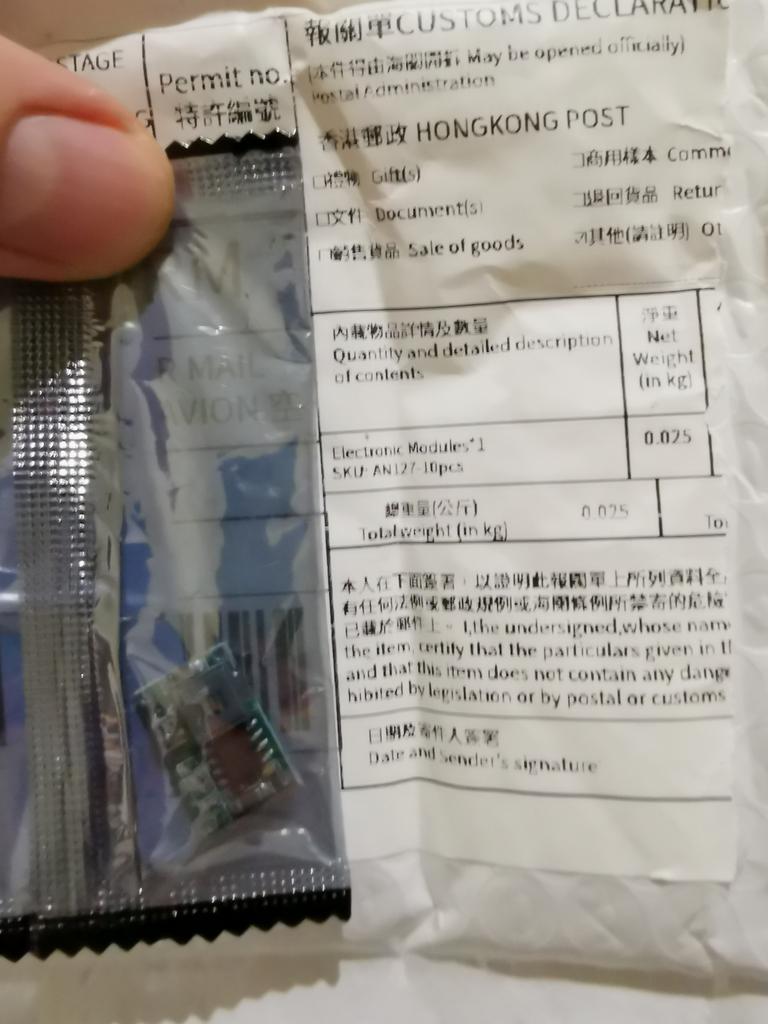 STAGE
Permit no.
特許編號
報關單CUSTOMS DECLARATI
(本件得由海關開拆 May be opened officially)
Postal Administration
香港郵政 HONGKONG POST
□禮物 Gift(s)
□商用樣本 Comm
□文件 Document(s)
□退回貨品 Retur
□銷售貨品 Sale of goods
☑其他(請註明) Ot
內載物品詳情及數量
Quantity and detailed description
of contents
淨重
Net
Weight
(in kg)
Electronic Modules*1
SKU: AN127-10pcs
0.025
總重量(公斤)
Total weight (in kg)
0.025
To
R MAIL
AVION 空
本人在下面簽署，以證明此報關單上所列資料全
有任何法例或郵政規例或海關條例所禁寄的危險
已載於郵件上。I,the undersigned,whose nam
the item, certify that the particulars given in t
and that this item does not contain any dang
hibited by legislation or by postal or customs
日期及寄件人簽署
Date and Sender's signature